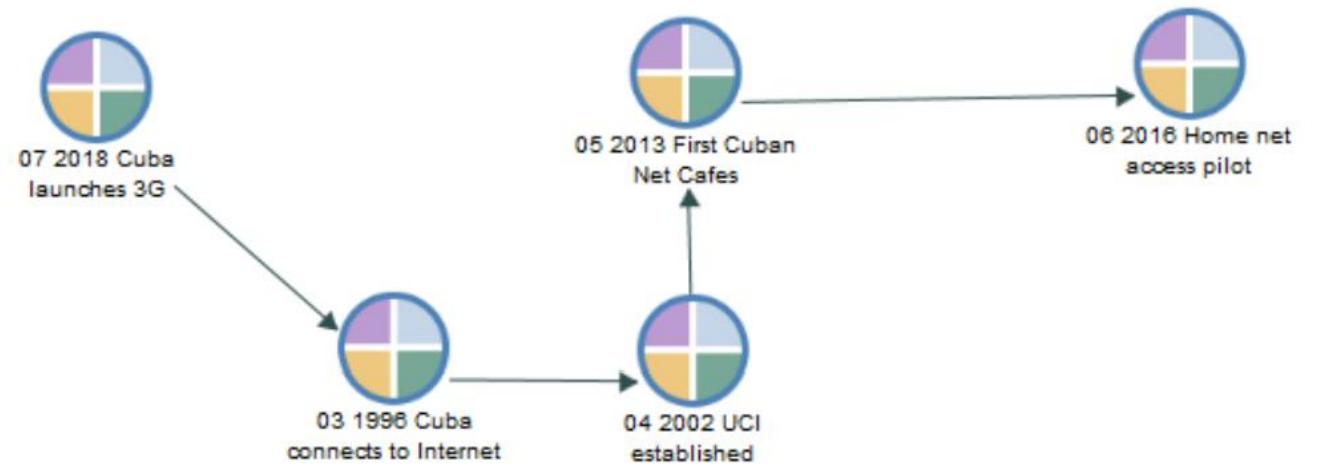 07 2018 Cuba
launches 3G
05 2013 First Cuban
Net Cafes
06 2016 Home net
access pilot
03 1996 Cuba
connects to Internet
04 2002 UCI
established